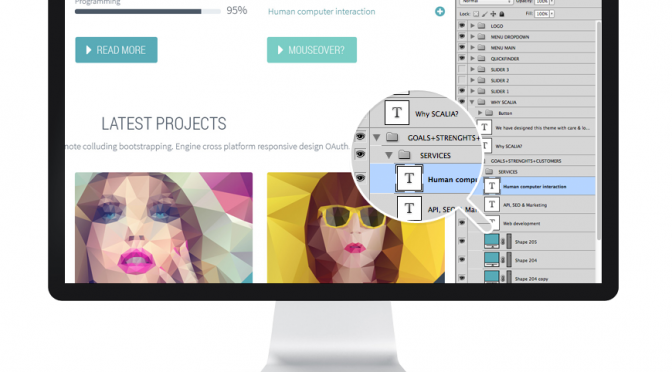 Programming
95%
Human computer interaction
READ MORE
MOUSEOVER?
LATEST PROJECTS
note colluding bootstrapping. Engine cross platform responsive design OAuth.
T
Why SCALIA?
GOALS+STRENGHTS+
SERVICES
T
Human comp
T
API, SEO
Ma
Normal
Opacity: 100%
Lock:
Fill: 100%
LOGO
MENU DROPDOWN
MENU MAIN
QUICKFINDER
SLIDER 3
SLIDER 2
SLIDER 1
WHY SCALIA
Button
T We have designed this theme with care & lo...
T Why SCALIA?
GOALS+STRENGHTS+CUSTOMERS
SERVICES
T Human computer interaction
T API, SEO & Marketing
Web development
Shape 205
Shape 204
Shape 204 copy